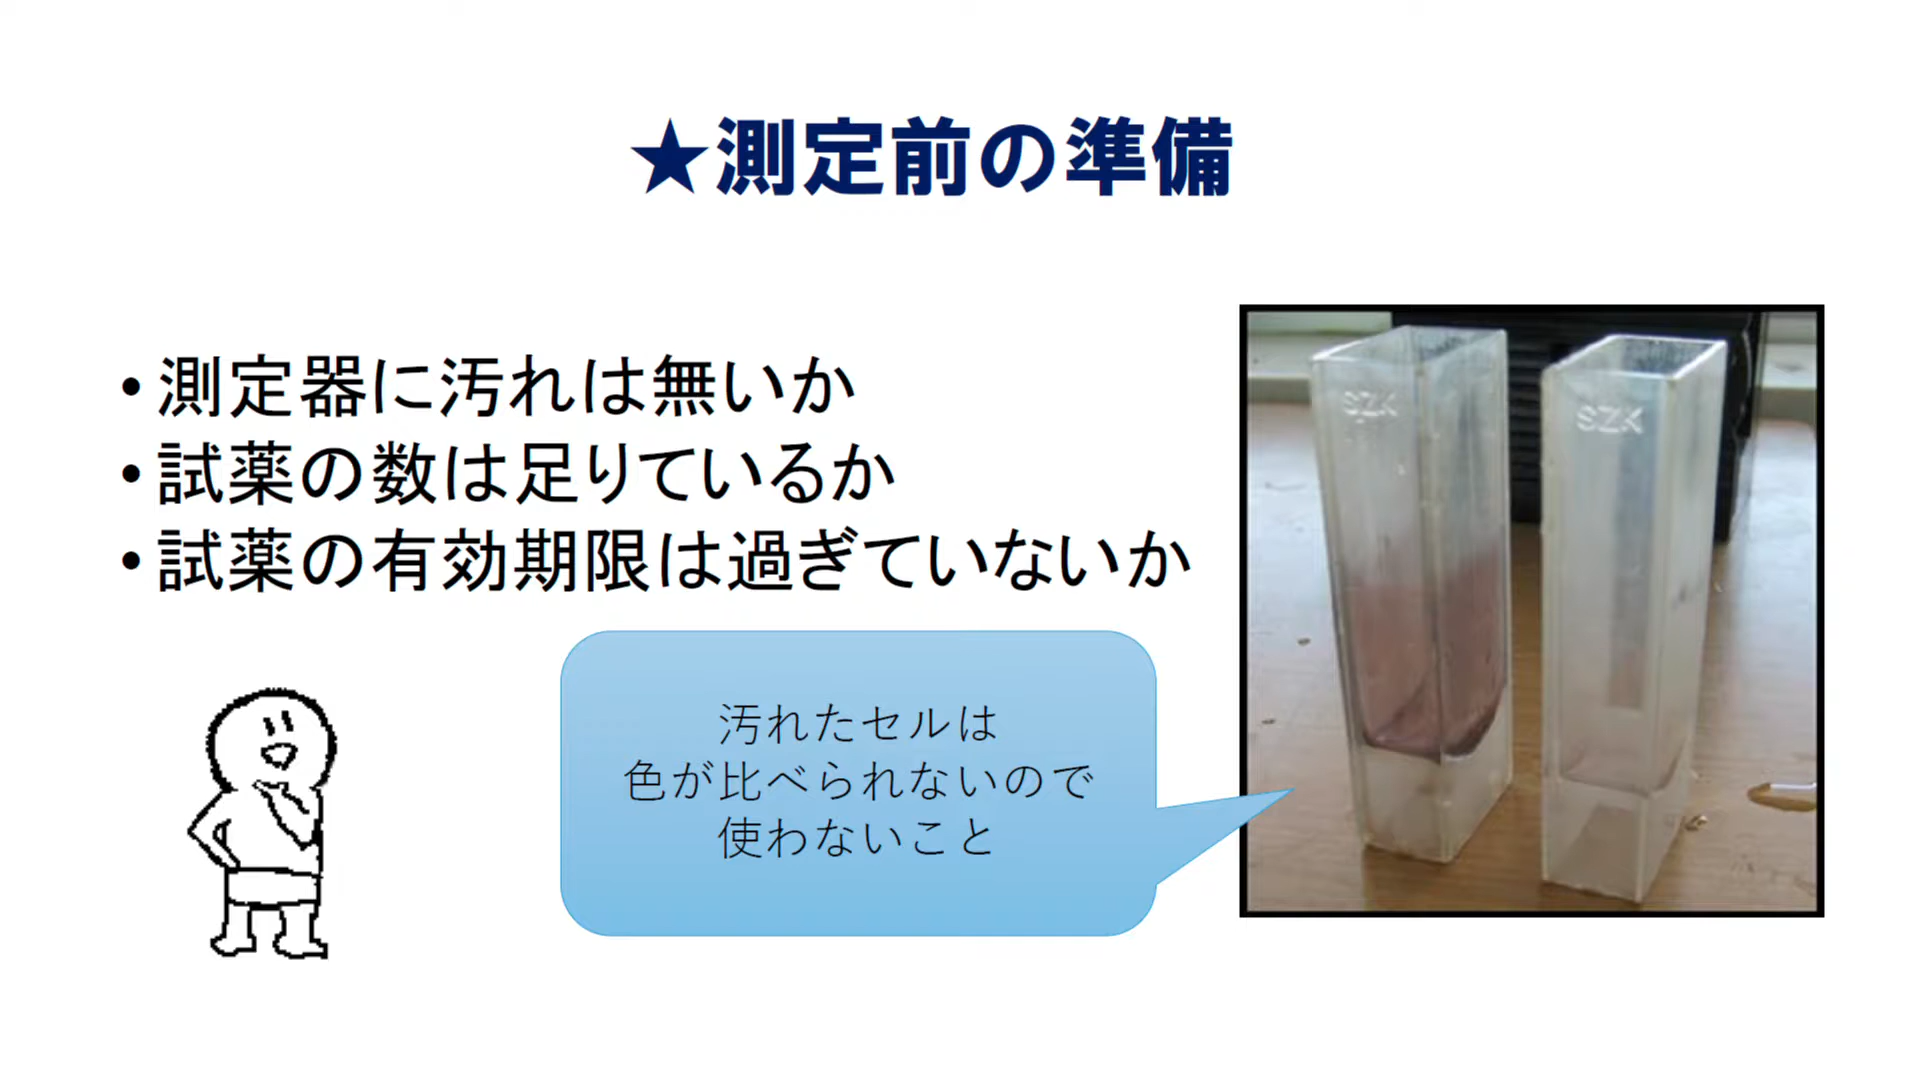 ★測定前の準備
•測定器に汚れは無いか
•試薬の数は足りているか
•試薬の有効期限は過ぎていないか
汚れたセルは
色が比べられないので
使わないこと
SZK
SZK